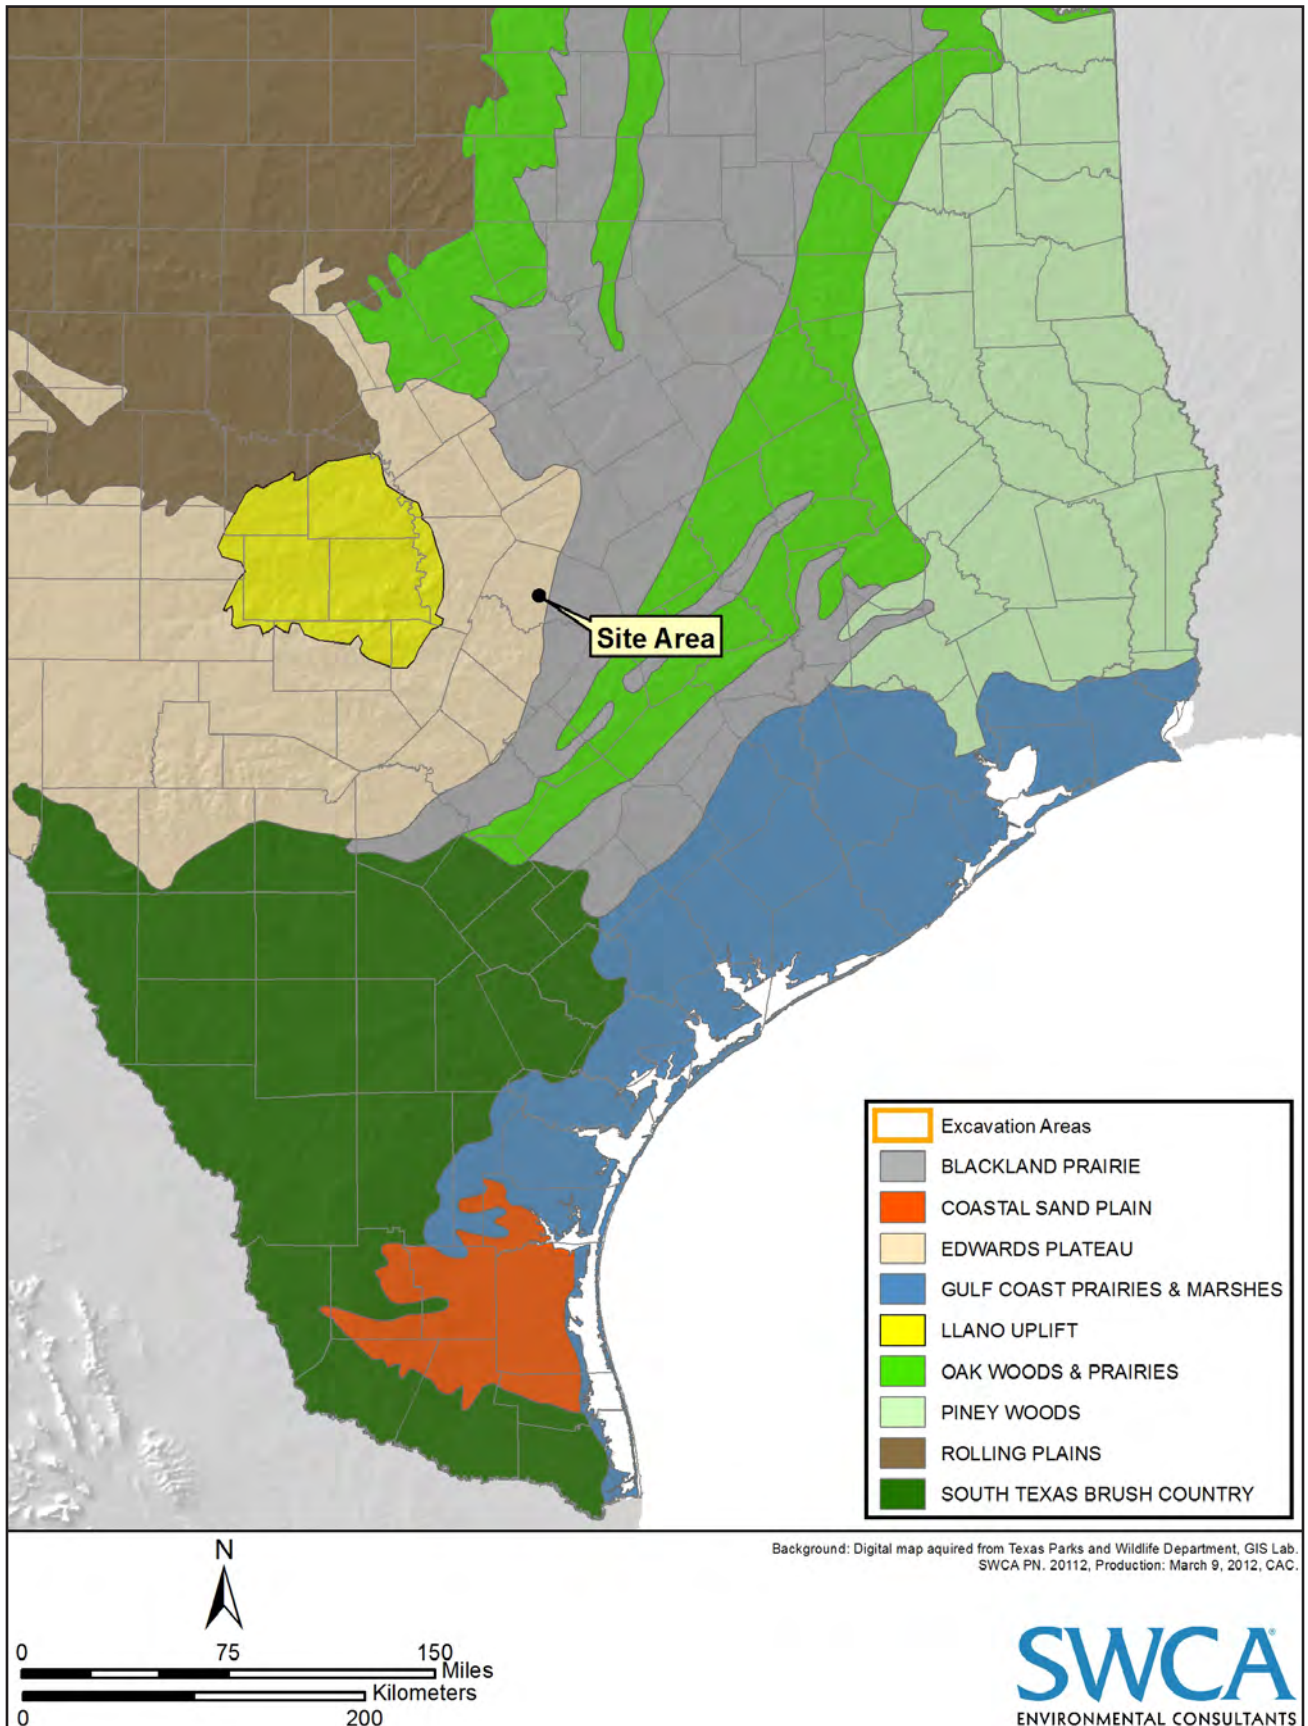 Site Area
Excavation Areas
BLACKLAND PRAIRIE
COASTAL SAND PLAIN
EDWARDS PLATEAU
GULF COAST PRAIRIES & MARSHES
LLANO UPLIFT
OAK WOODS & PRAIRIES
PINEY WOODS
ROLLING PLAINS
SOUTH TEXAS BRUSH COUNTRY
Background: Digital map aquired from Texas Parks and Wildlife Department, GIS Lab.
SWCA PN. 20112, Production: March 9, 2012, CAC.
N
0 75 150
Miles
Kilometers
0 200
SWCA®
ENVIRONMENTAL CONSULTANTS